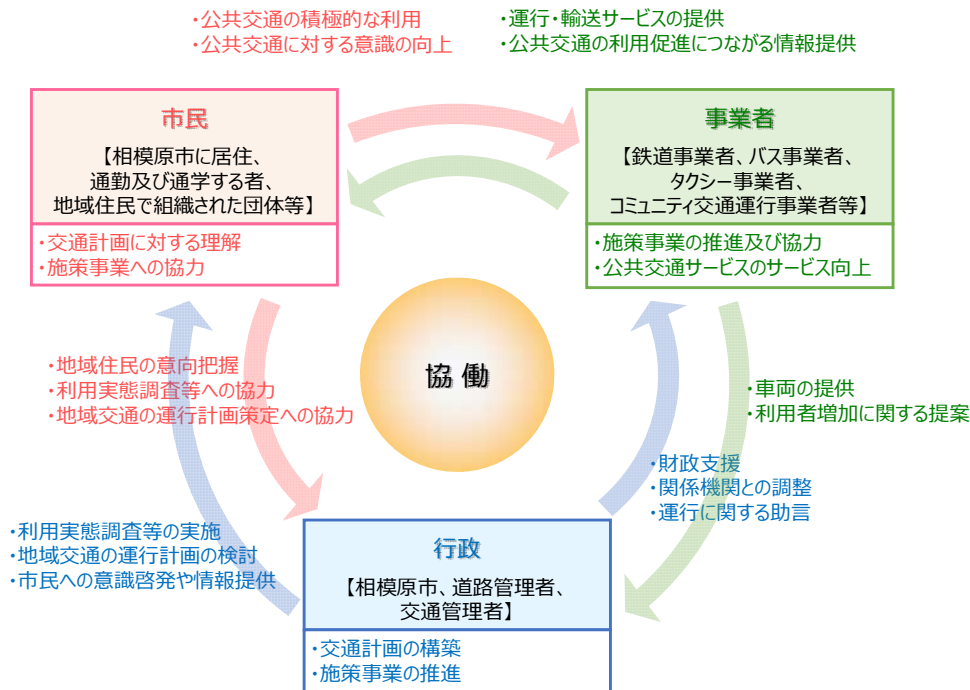 ・公共交通の積極的な利用
・公共交通に対する意識の向上
・運行・輸送サービスの提供
・公共交通の利用促進につながる情報提供
市民
【相模原市に居住、
通勤及び通学する者、
地域住民で組織された団体等】
・交通計画に対する理解
・施策事業への協力
事業者
【鉄道事業者、バス事業者、
タクシー事業者、
コミュニティ交通運行事業者等】
・施策事業の推進及び協力
・公共交通サービスのサービス向上
・地域住民の意向把握
・利用実態調査等への協力
・地域交通の運行計画策定への協力
協働
・車両の提供
・利用者増加に関する提案
・財政支援
・関係機関との調整
・運行に関する助言
・利用実態調査等の実施
・地域交通の運行計画の検討
・市民への意識啓発や情報提供
行政
【相模原市、道路管理者、
交通管理者】
・交通計画の構築
・施策事業の推進